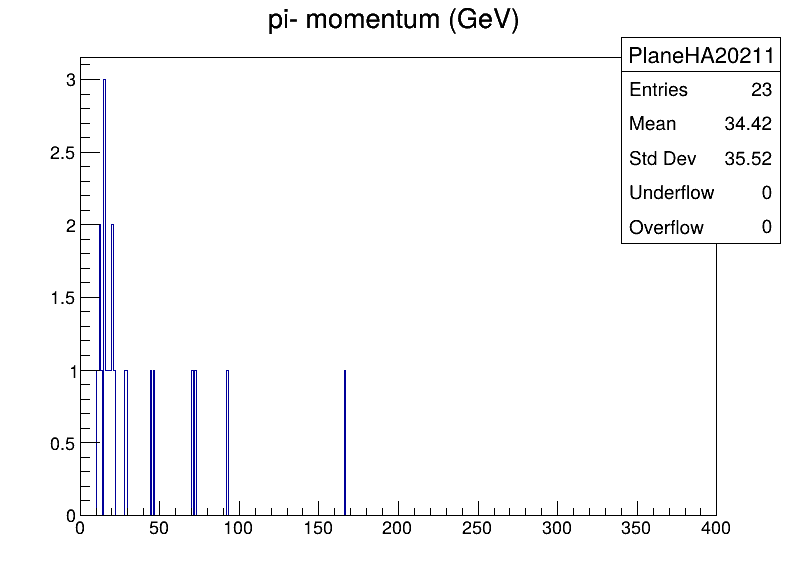 pi- momentum (GeV)
PlaneHA20211
Entries 23
Mean 34.42
Std Dev 35.52
Underflow 0
Overflow 0
3
2.5
2
1.5
1
0.5
0
0 50 100 150 200 250 300 350 400